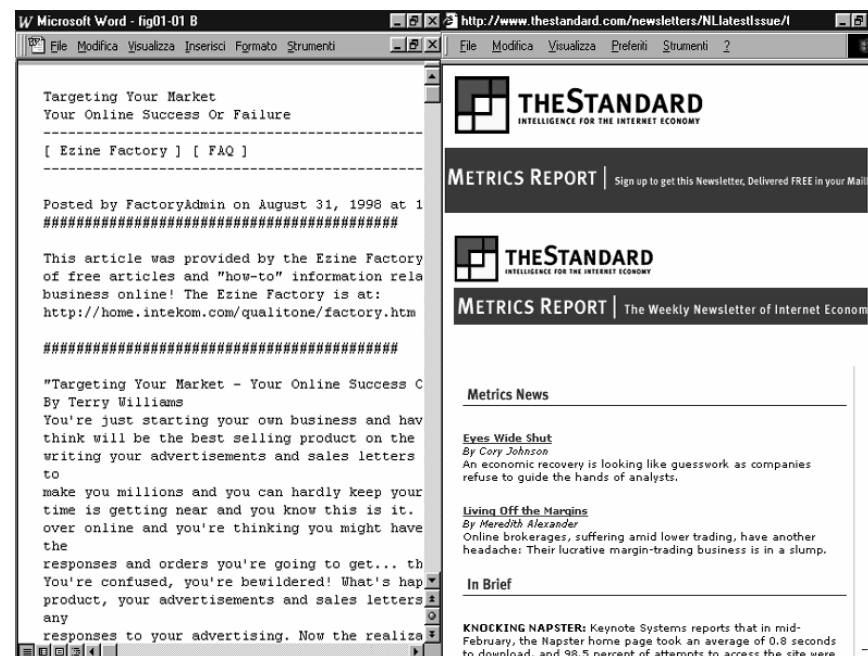 W Microsoft Word - fig01-01 B
File Modifica Visualizza Inserisci Formato Strumenti
Targeting Your Market
Your Online Success Or Failure
-----------------------------------------------
[ Ezine Factory ] [ FAQ ]
-----------------------------------------------
Posted by FactoryAdmin on August 31, 1998 at 1
###########################################
This article was provided by the Ezine Factory
of free articles and "how-to" information rela
business online! The Ezine Factory is at:
http://home.intekom.com/qualitone/factory.htm
###########################################
"Targeting Your Market - Your Online Success O
By Terry Williams
You're just starting your own business and hav
think will be the best selling product on the
writing your advertisements and sales letters
to
make you millions and you can hardly keep your
time is getting near and you know this is it.
over online and you're thinking you might have
the
responses and orders you're going to get... th
You're confused, you're bewildered! What's hap
product, your advertisements and sales letters
any
responses to your advertising. Now the realiza
http://www.thestandard.com/newsletters/NLlatestIssue/
File Modifica Visualizza Preferiti Strumenti ?
THESTANDARD
INTELLIGENCE FOR THE INTERNET ECONOMY
METRICS REPORT | Sign up to get this Newsletter, Delivered FREE in your Mail
THESTANDARD
INTELLIGENCE FOR THE INTERNET ECONOMY
METRICS REPORT | The Weekly Newsletter of Internet Econom
Metrics News
Eyes Wide Shut
By Cory Johnson
An economic recovery is looking like guesswork as companies
refuse to guide the hands of analysts.
Living Off the Margins
By Meredith Alexander
Online brokerages, suffering amid lower trading, have another
headache: Their lucrative margin-trading business is in a slump.
In Brief
KNOCKING NAPSTER: Keynote Systems reports that in mid-
February, the Napster home page took an average of 0.8 seconds
to download, and 98.5 percent of attempts to access the site were